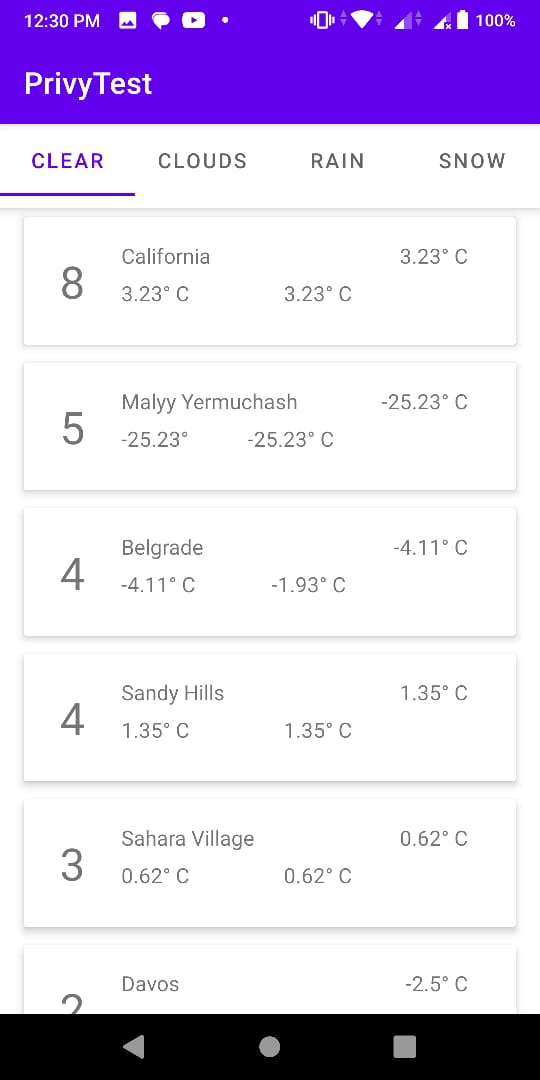 12:30 PM 100%
PrivyTest
CLEAR CLOUDS RAIN SNOW
8
California 3.23° C
3.23° C 3.23° C
5
Malyy Yermuchash -25.23° C
-25.23° -25.23° C
4
Belgrade -4.11° C
-4.11° C -1.93° C
4
Sandy Hills 1.35° C
1.35° C 1.35° C
3
Sahara Village 0.62° C
0.62° C 0.62° C
2
Davos -2.5° C